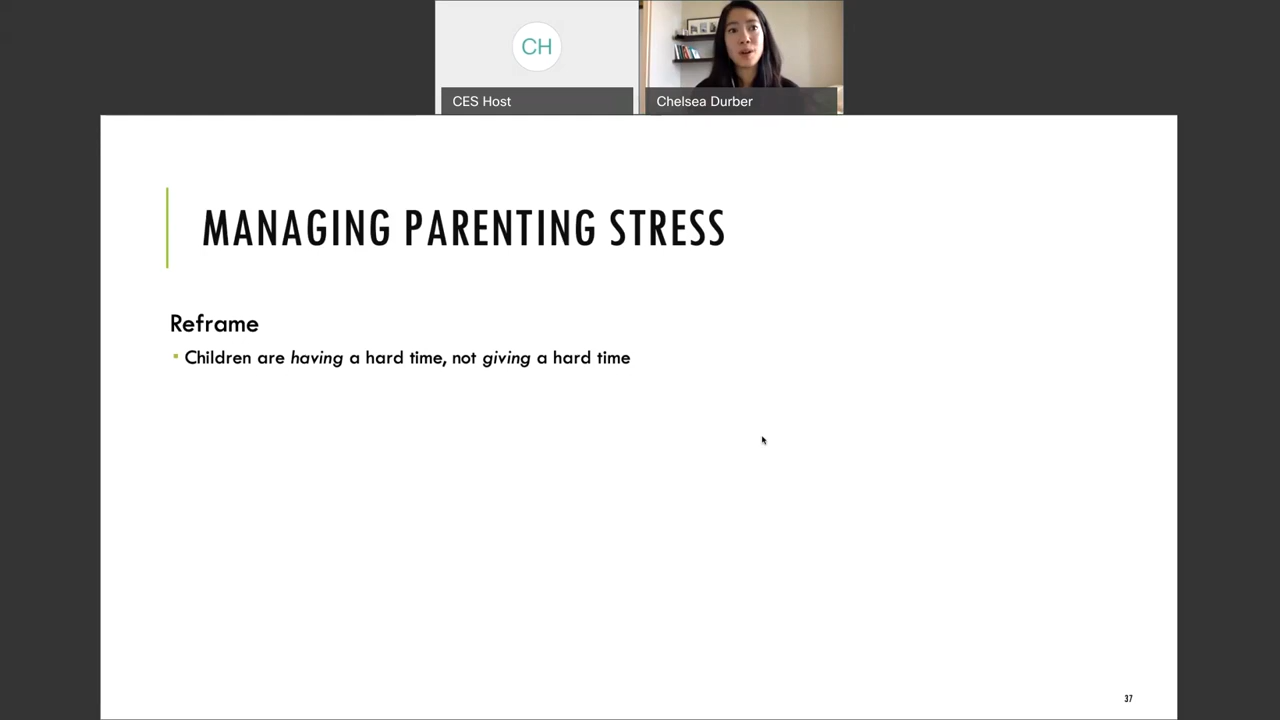 CH
CES Host
Chelsea Durber
MANAGING PARENTING STRESS
Reframe
▪ Children are having a hard time, not giving a hard time
37